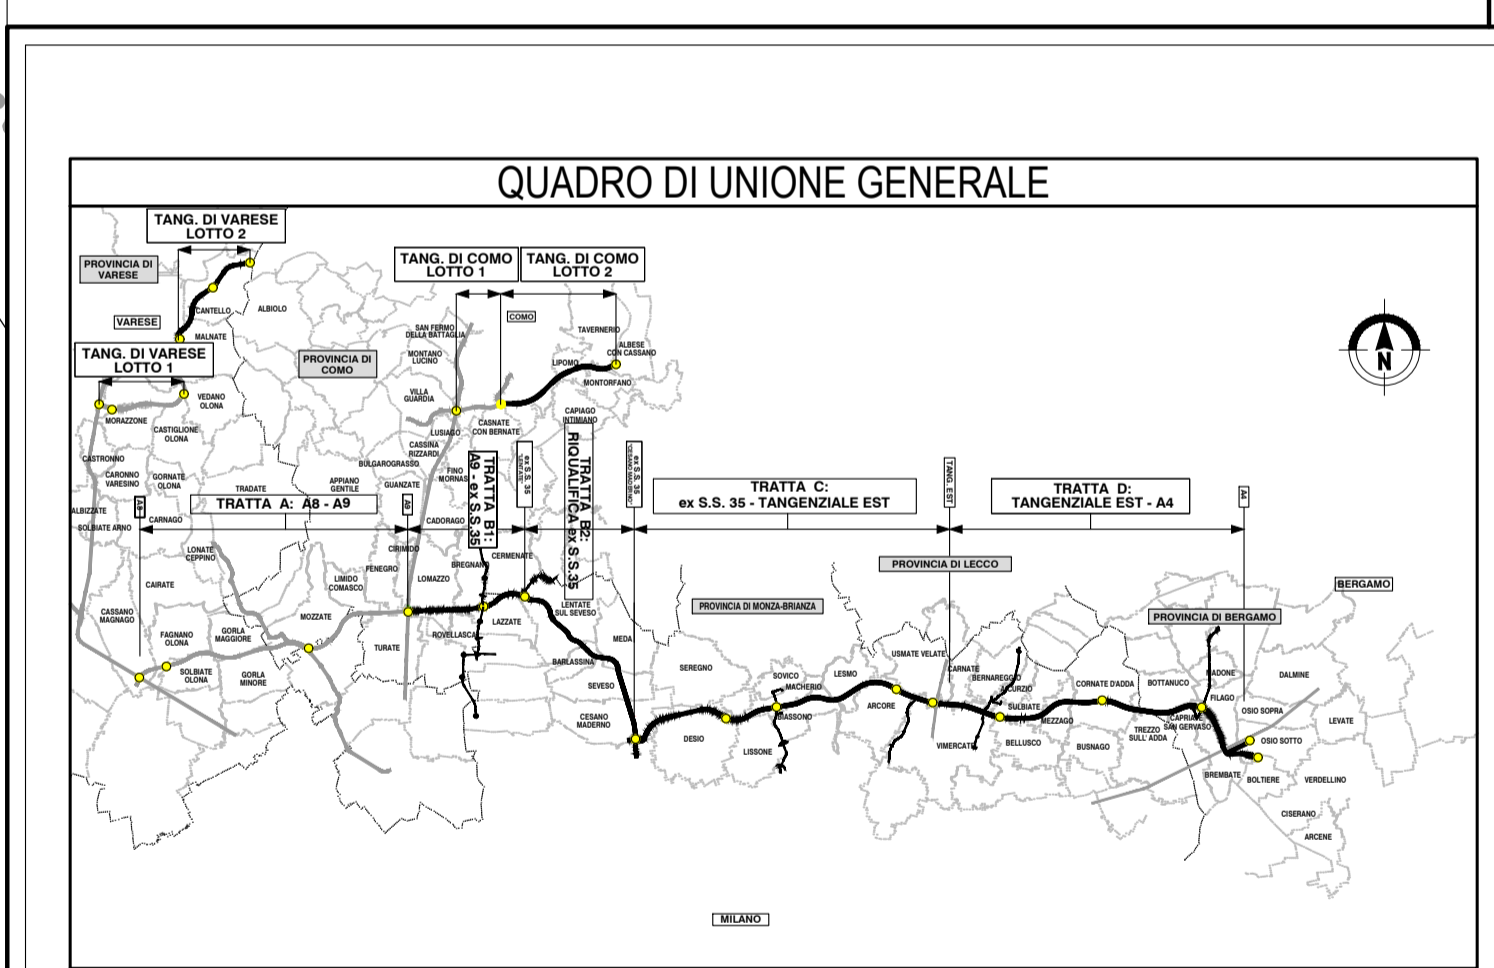 QUADRO DI UNIONE GENERALE
TANG. DI VARESE
LOTTO 2
PROVINCIA DI
VARESE
CANTELLO
ALBIOLO
VARESE
MALNATE
TANG. DI VARESE
LOTTO 1
VEDANO
OLONA
MORAZZONE
CASTIGLIONE
OLONA
PROVINCIA DI
COMO
TANG. DI COMO
LOTTO 1
TANG. DI COMO
LOTTO 2
COMO
SAN FERMO
DELLA BATTAGLIA
MONTANO
LUCINO
VILLA
GUARDIA
TAVERNERIO
ALBESE
CON CASSANO
LIPOMO
MONTORFANO
CAPIAGO
INTIMIANO
CASNATE
CON BERNATE
LUSIAGO
CASSINA
RIZZARDI
BULGAROGRASSO
FINO
MORNAS
GUANZATE
APPIANO
GENTILE
CASTRONNO
CARONNO
VARESINO
GORNATE
OLONA
TRADATE
ALBIZZATE
SOLBIATE ARNO
CARNAGO
A8
TRATTA A: A8 - A9
A9
CADORAGO
TRATTA B1:
A9 - ex S.S.35
ex S.S. 35
"LENTATE"
TRATTA B2:
RIQUALIFICA ex S.S.35
ex S.S. 35
"CESANO MADERNO"
TRATTA C:
ex S.S. 35 - TANGENZIALE EST
TANG. EST
TRATTA D:
TANGENZIALE EST - A4
A4
LONATE
CEPPINO
CIRIMIDO
FENEGRO
LIMIDO
COMASCO
LOMAZZO
BREGNANO
CERMENATE
CAIRATE
CASSANO
MAGNAGO
FAGNANO
OLONA
GORLA
MAGGIORE
MOZZATE
TURATE
ROVELLASCA
LAZZATE
LENTATE
SUL SEVESO
MEDA
SOLBIATE
OLONA
GORLA
MINORE
BARLASSINA
SEVESO
CESANO
MADERNO
PROVINCIA DI LECCO
PROVINCIA DI MONZA-BRIANZA
PROVINCIA DI BERGAMO
BERGAMO
SEREGNO
DESIO
LISSONE
SOVICO
MACHERIO
BIASSONO
LESMO
ARCORE
USMATE VELATE
CARNATE
BERNAREGGIO
AICURZIO
SULBIATE
VIMERCATE
BELLUSCO
MEZZAGO
CORNATE D'ADDA
BUSNAGO
BOTTANUCO
TREZZO
SULL' ADDA
MADONE
FILAGO
CAPRIATE
SAN GERVASO
DALMINE
OSIO SOPRA
OSIO SOTTO
LEVATE
BREMBATE
BOLTIERE
VERDELLINO
CISERANO
ARCENE
MILANO
N